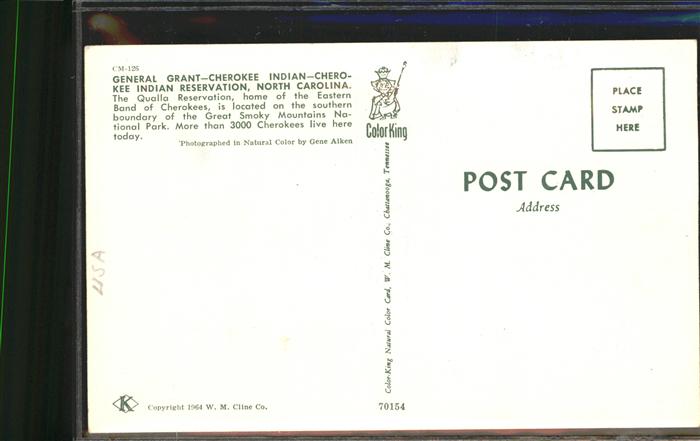 CM-126
GENERAL GRANT—CHEROKEE INDIAN—CHERO-
KEE INDIAN RESERVATION, NORTH CAROLINA.
The Qualla Reservation, home of the Eastern
Band of Cherokees, is located on the southern
boundary of the Great Smoky Mountains Na-
tional Park. More than 3000 Cherokees live here
today.
Photographed in Natural Color by Gene Aiken
ColorKing
Color-King Natural Color Card, W. M. Cline Co., Chattanooga, Tennessee
PLACE
STAMP
HERE
POST CARD
Address
USA
K
Copyright 1964 W. M. Cline Co.
70154